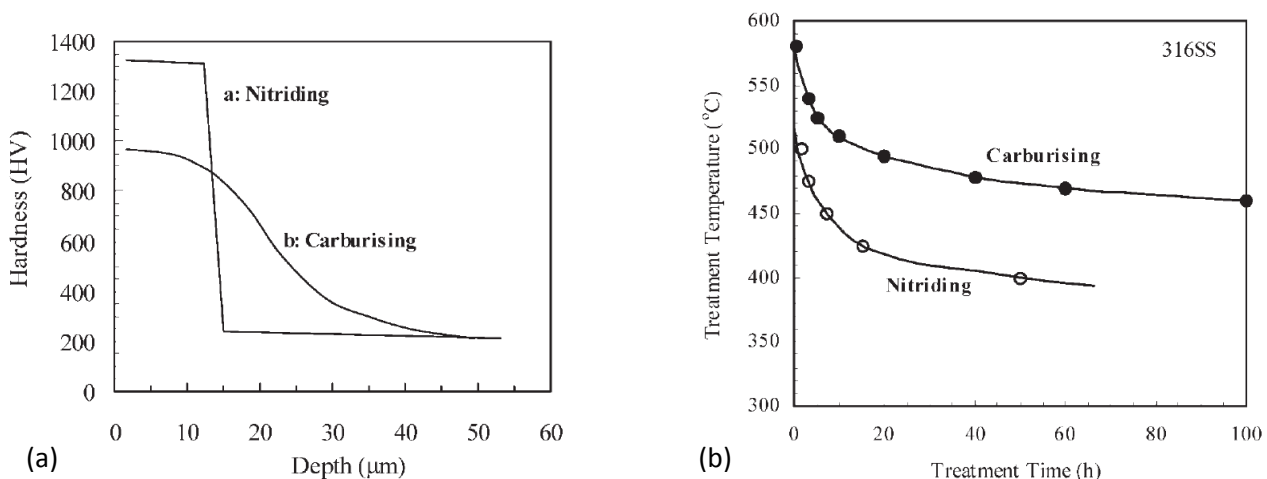 1400
1200
1000
800
600
400
200
0
Hardness (HV)
a: Nitriding
b: Carburising
0 10 20 30 40 50 60
Depth (μm)
(a)
600
550
500
450
400
350
300
Treatment Temperature (°C)
316SS
Carburising
Nitriding
0 20 40 60 80 100
Treatment Time (h)
(b)